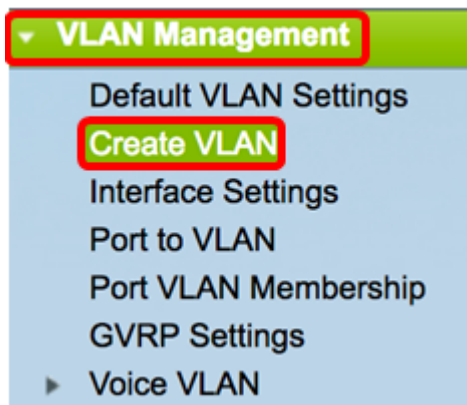 VLAN Management
Default VLAN Settings
Create VLAN
Interface Settings
Port to VLAN
Port VLAN Membership
GVRP Settings
Voice VLAN